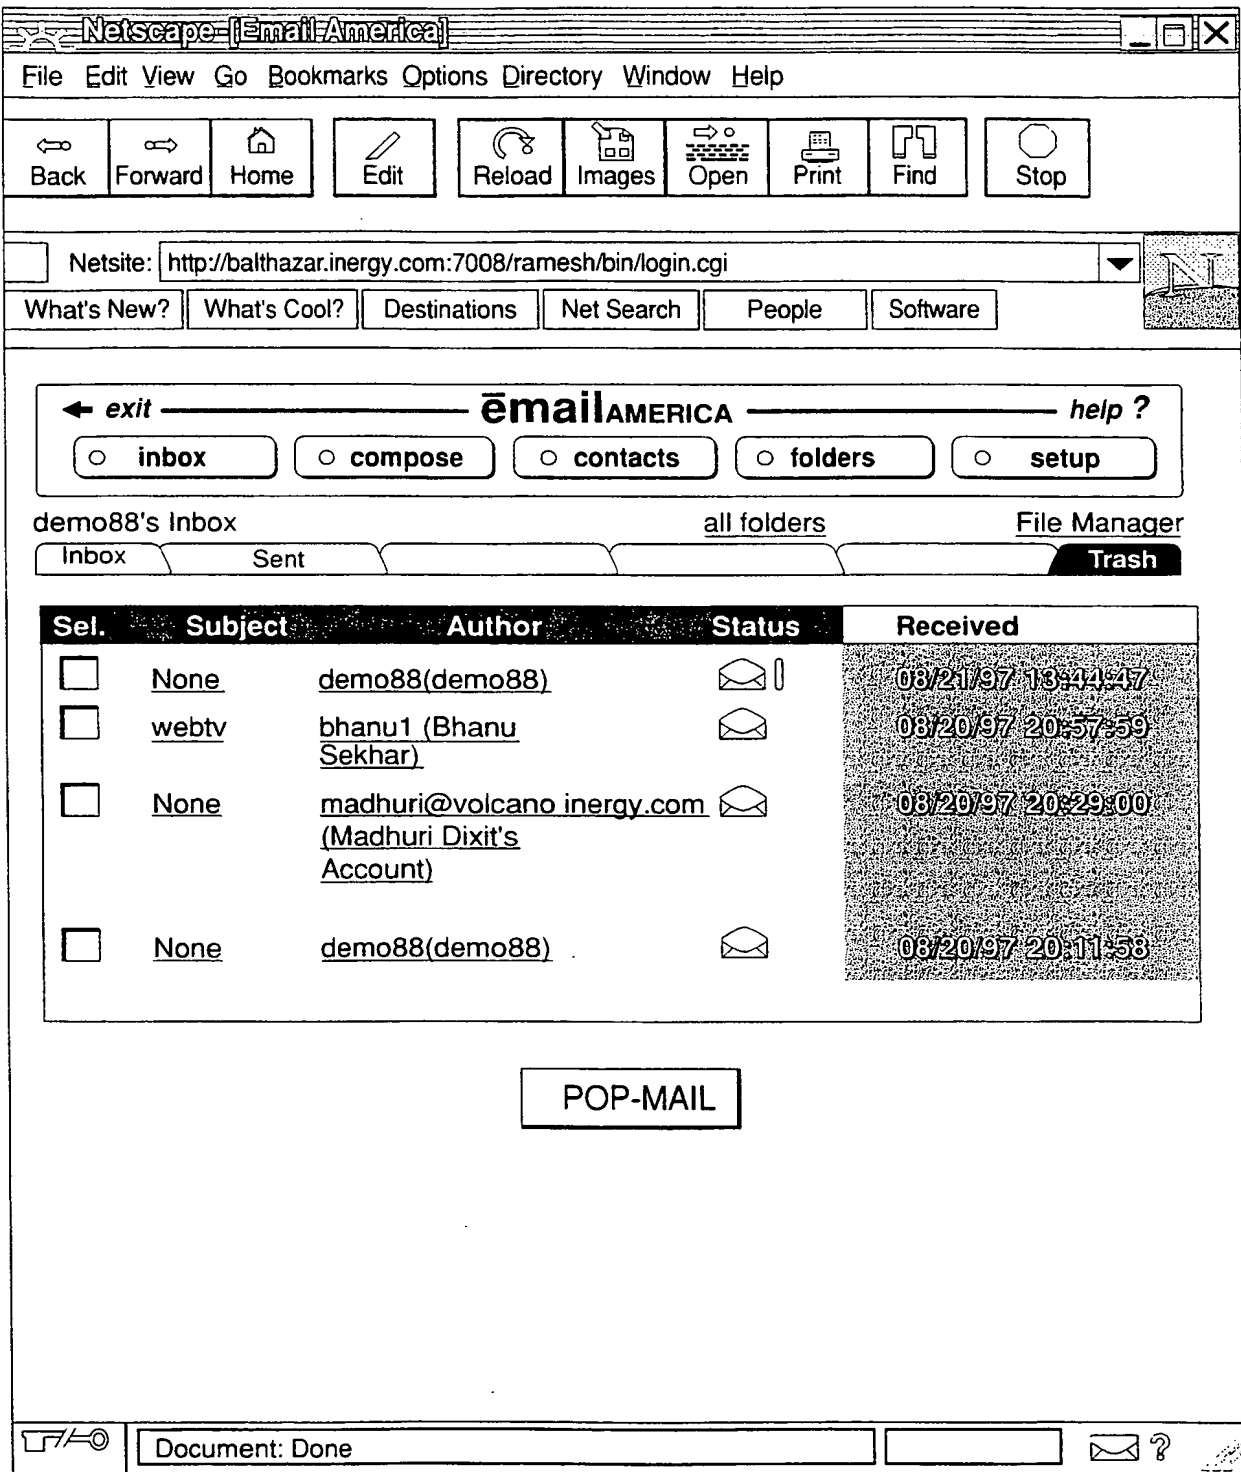 Netscape-[Email America]
File Edit View Go Bookmarks Options Directory Window Help
Back Forward Home Edit Reload Images Open Print Find Stop
Netsite: http://balthazar.inergy.com:7008/ramesh/bin/login.cgi
N
What's New? What's Cool? Destinations Net Search People Software
exit ēmailAMERICA help ?
inbox compose contacts folders setup
demo88's Inbox all folders File Manager
Inbox Sent Trash
Sel. Subject Author Status Received
None demo88(demo88) 08/21/97 13:44:47
webtv bhanu1 (Bhanu 08/20/97 20:57:59
Sekhar)
None madhuri@volcano inergy.com 08/20/97 20:29:00
(Madhuri Dixit's
Account)
None demo88(demo88) 08/20/97 20:11:58
POP-MAIL
Document: Done ?